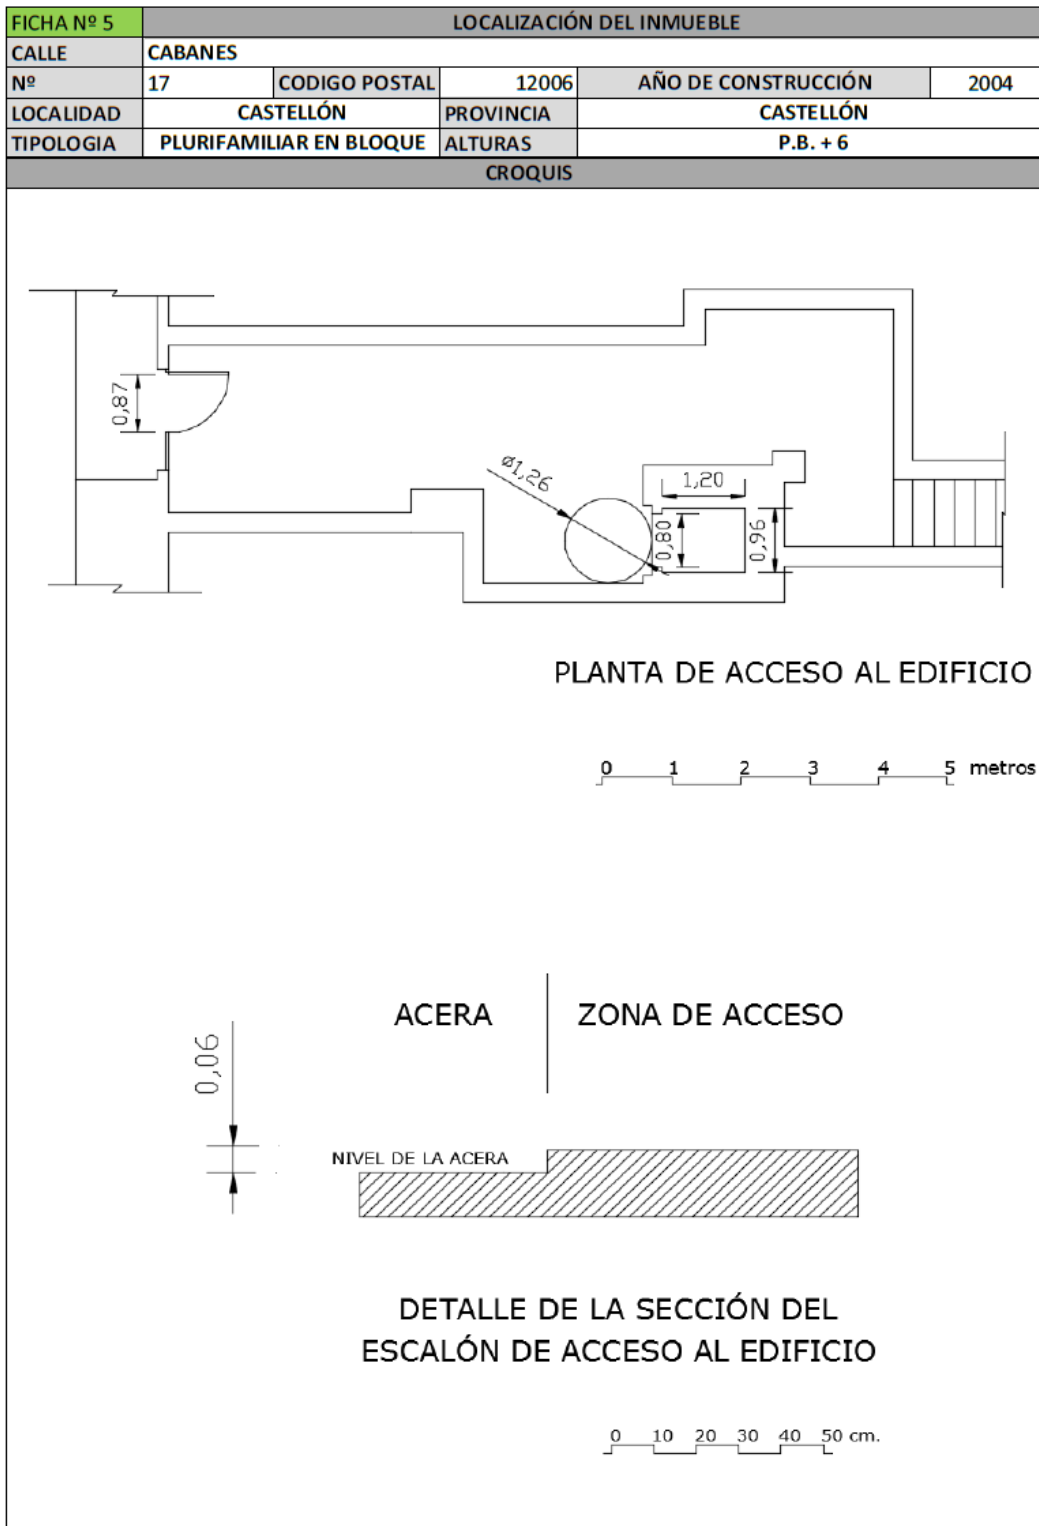 FICHA Nº 5 LOCALIZACIÓN DEL INMUEBLE
CALLE CABANES
Nº 17 CODIGO POSTAL 12006 AÑO DE CONSTRUCCIÓN 2004
LOCALIDAD CASTELLÓN PROVINCIA CASTELLÓN
TIPOLOGIA PLURIFAMILIAR EN BLOQUE ALTURAS P.B. + 6
CROQUIS
0,87
ø1,26
1,20
0,80
0,96
PLANTA DE ACCESO AL EDIFICIO
0 1 2 3 4 5 metros
ACERA ZONA DE ACCESO
0,06
NIVEL DE LA ACERA
DETALLE DE LA SECCIÓN DEL
ESCALÓN DE ACCESO AL EDIFICIO
0 10 20 30 40 50 cm.